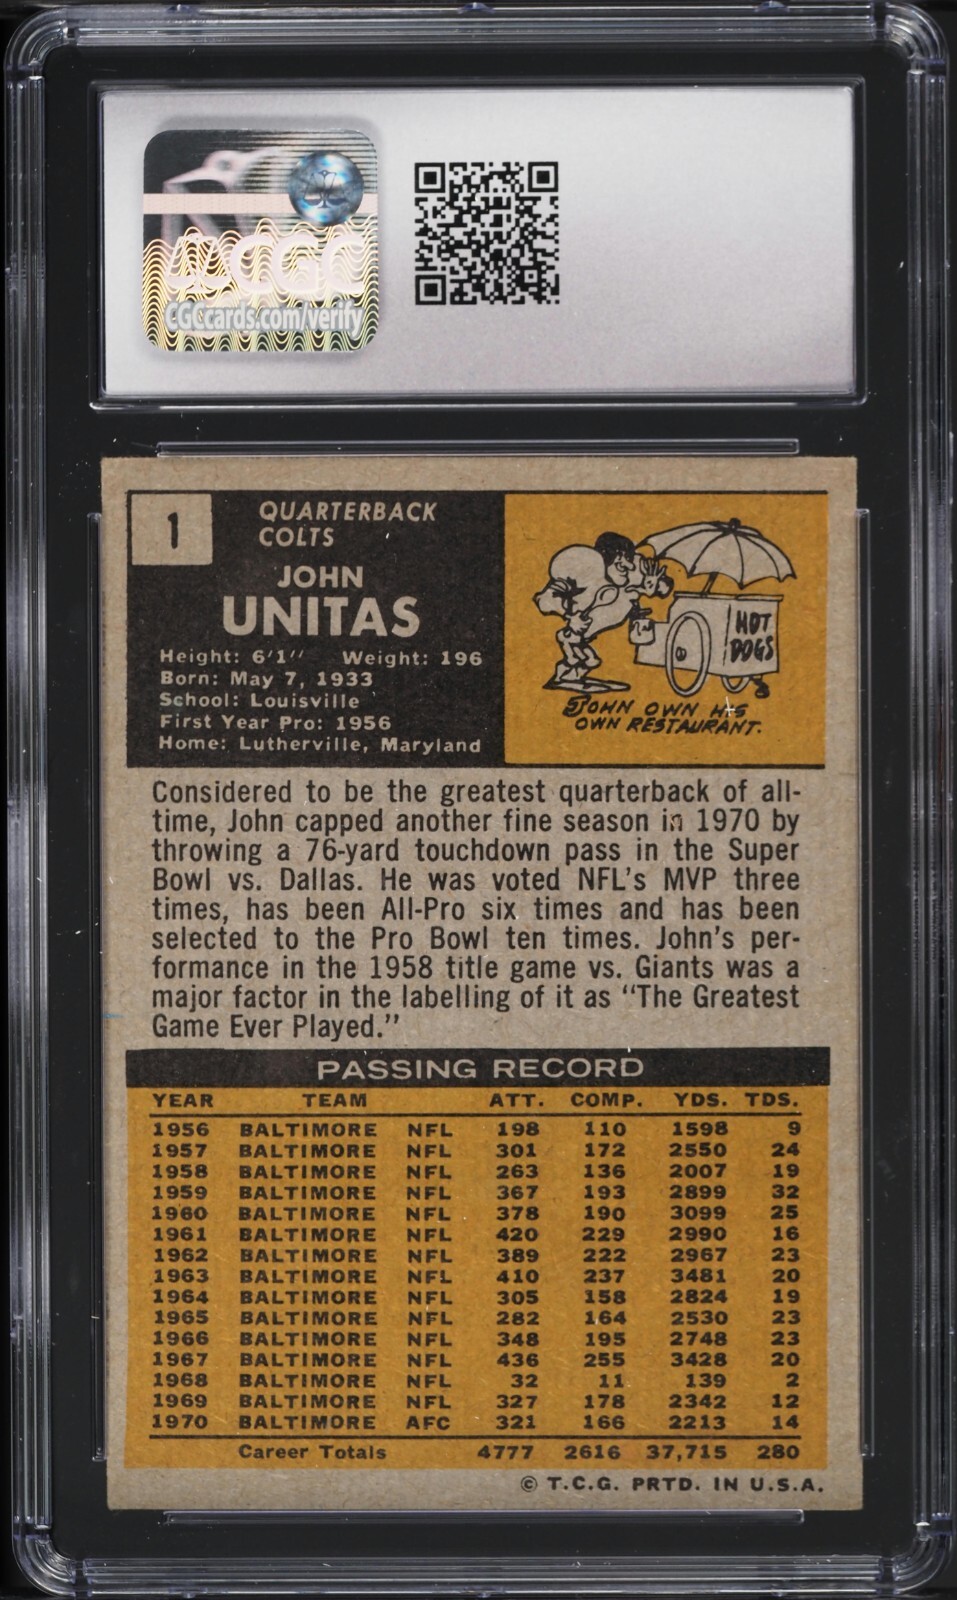 CGC
CGCcards.com/verify
1
QUARTERBACK
COLTS
JOHN
UNITAS
Height: 6'1" Weight: 196
Born: May 7, 1933
School: Louisville
First Year Pro: 1956
Home: Lutherville, Maryland
HOT
DOGS
JOHN OWN HIS
OWN RESTAURANT.
Considered to be the greatest quarterback of all-
time, John capped another fine season in 1970 by
throwing a 76-yard touchdown pass in the Super
Bowl vs. Dallas. He was voted NFL's MVP three
times, has been All-Pro six times and has been
selected to the Pro Bowl ten times. John's per-
formance in the 1958 title game vs. Giants was a
major factor in the labelling of it as "The Greatest
Game Ever Played."
PASSING RECORD
YEAR TEAM ATT. COMP. YDS. TDS.
1956 BALTIMORE NFL 198 110 1598 9
1957 BALTIMORE NFL 301 172 2550 24
1958 BALTIMORE NFL 263 136 2007 19
1959 BALTIMORE NFL 367 193 2899 32
1960 BALTIMORE NFL 378 190 3099 25
1961 BALTIMORE NFL 420 229 2990 16
1962 BALTIMORE NFL 389 222 2967 23
1963 BALTIMORE NFL 410 237 3481 20
1964 BALTIMORE NFL 305 158 2824 19
1965 BALTIMORE NFL 282 164 2530 23
1966 BALTIMORE NFL 348 195 2748 23
1967 BALTIMORE NFL 436 255 3428 20
1968 BALTIMORE NFL 32 11 139 2
1969 BALTIMORE NFL 327 178 2342 12
1970 BALTIMORE AFC 321 166 2213 14
Career Totals 4777 2616 37,715 280
© T.C.G. PRTD. IN U.S.A.